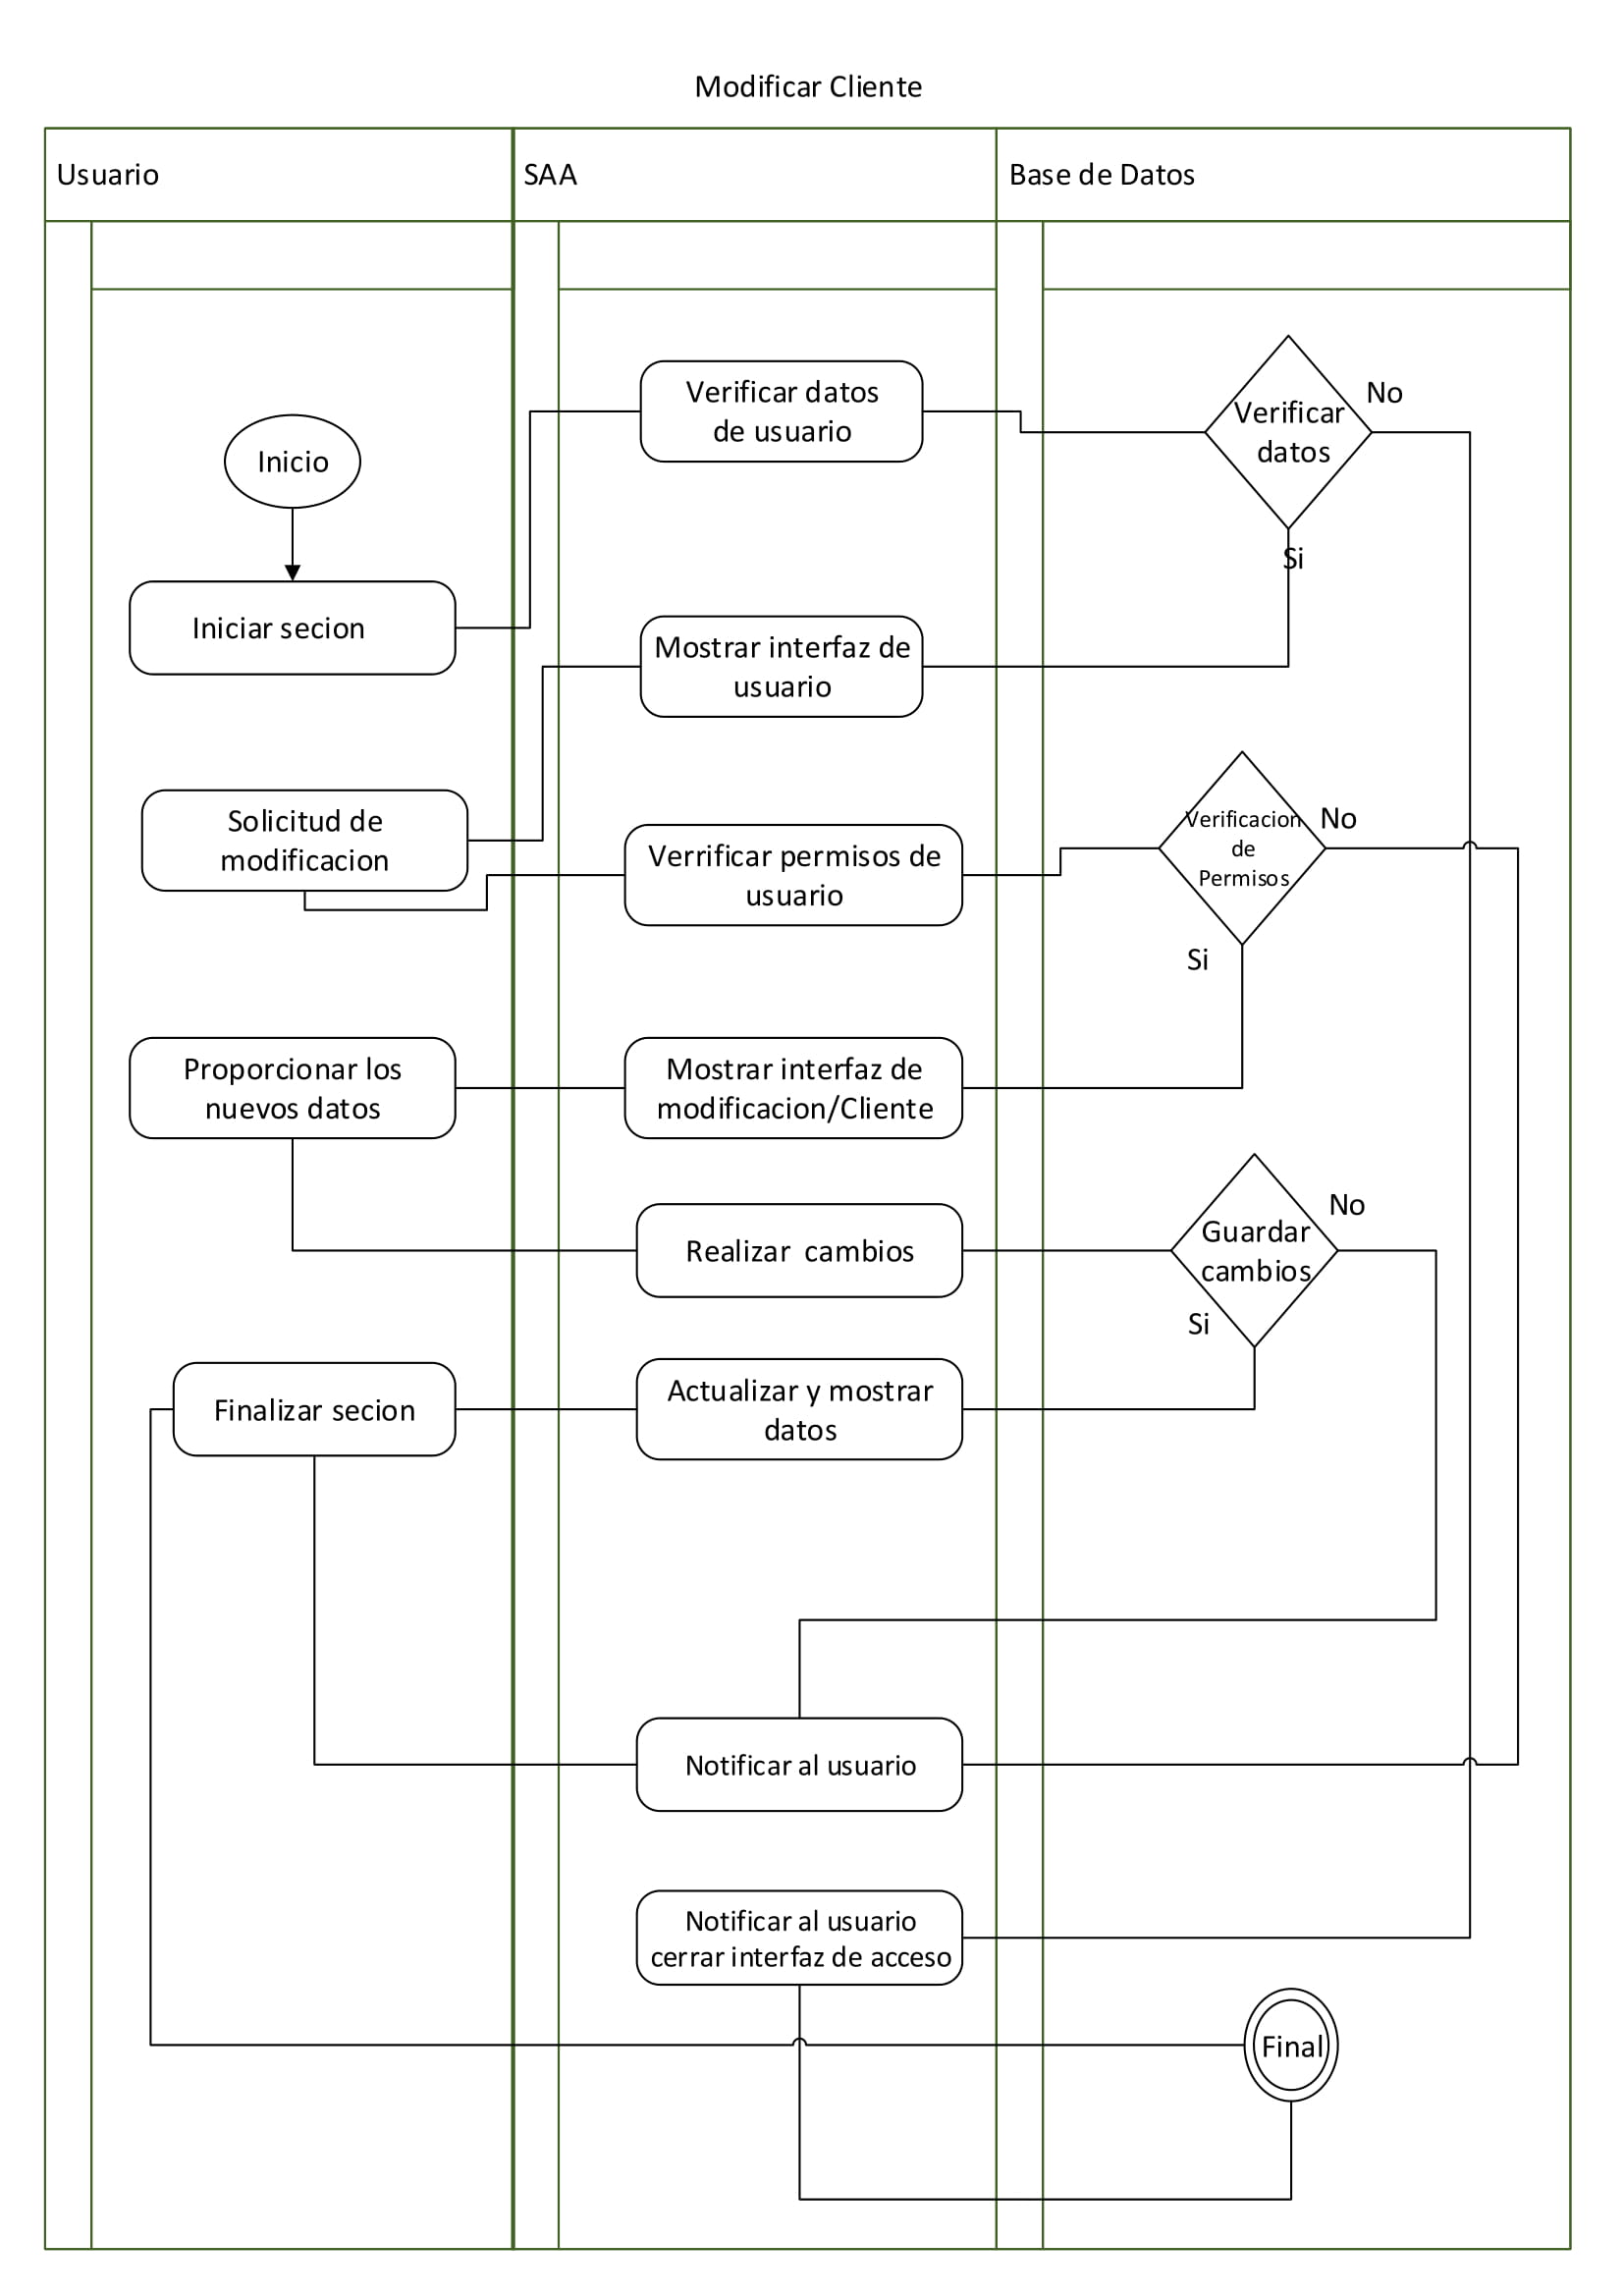 Modificar Cliente
Usuario
SAA
Base de Datos
Verificar datos
de usuario
Verificar
datos
No
Inicio
Si
Iniciar secion
Mostrar interfaz de
usuario
Solicitud de
modificacion
Verrificar permisos de
usuario
Verificacion
de
Permisos
No
Si
Proporcionar los
nuevos datos
Mostrar interfaz de
modificacion/Cliente
Realizar cambios
Guardar
cambios
No
Si
Finalizar secion
Actualizar y mostrar
datos
Notificar al usuario
Notificar al usuario
cerrar interfaz de acceso
Final